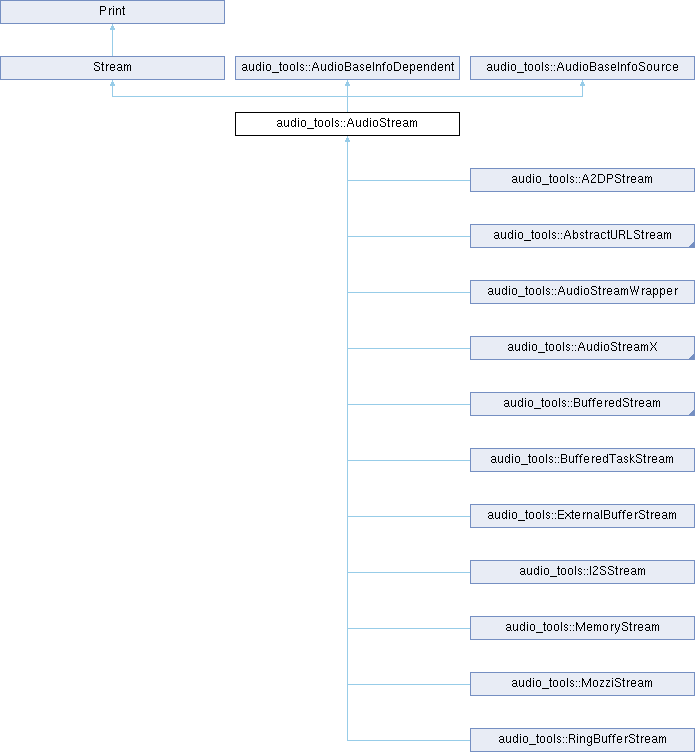 Print
Stream
audio_tools::AudioBaseInfoDependent
audio_tools::AudioBaseInfoSource
audio_tools::AudioStream
audio_tools::A2DPStream
audio_tools::AbstractURLStream
audio_tools::AudioStreamWrapper
audio_tools::AudioStreamX
audio_tools::BufferedStream
audio_tools::BufferedTaskStream
audio_tools::ExternalBufferStream
audio_tools::I2SStream
audio_tools::MemoryStream
audio_tools::MozziStream
audio_tools::RingBufferStream